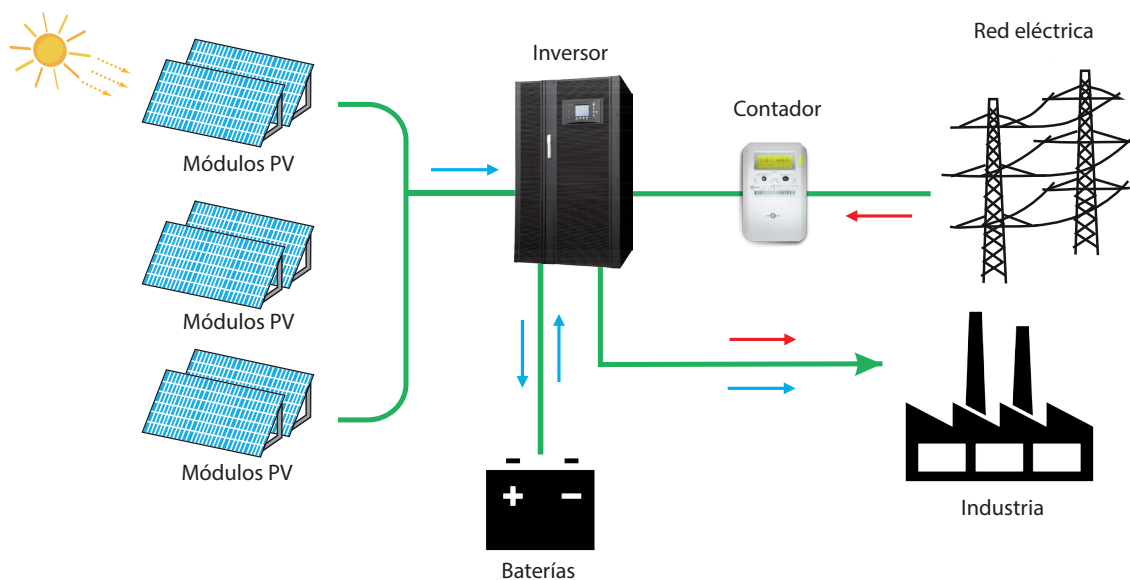 Red eléctrica
Inversor
Contador
Módulos PV
Módulos PV
Módulos PV
Industria
Baterías